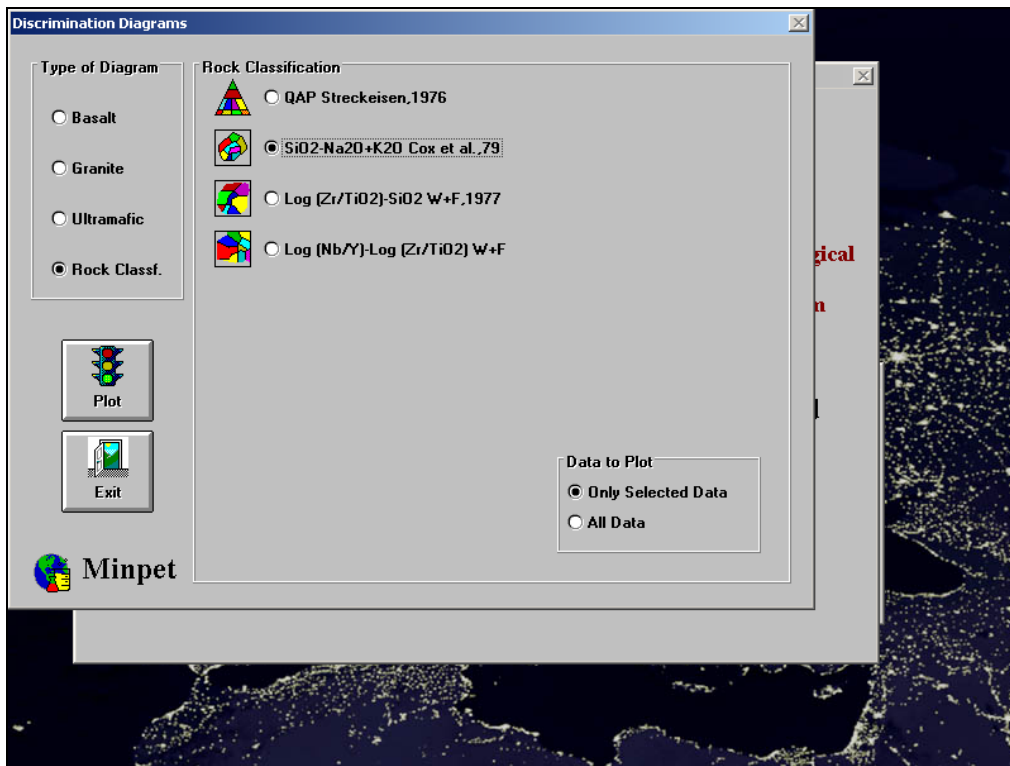 Discrimination Diagrams
Type of Diagram
Basalt
Granite
Ultramafic
Rock Classf.
Plot
Exit
Minpet
Rock Classification
QAP Streckeisen,1976
SiO2-Na2O+K2O Cox et al.,79
Log (Zr/TiO2)-SiO2 W+F,1977
Log (Nb/Y)-Log (Zr/TiO2) W+F
Data to Plot
Only Selected Data
All Data
gical